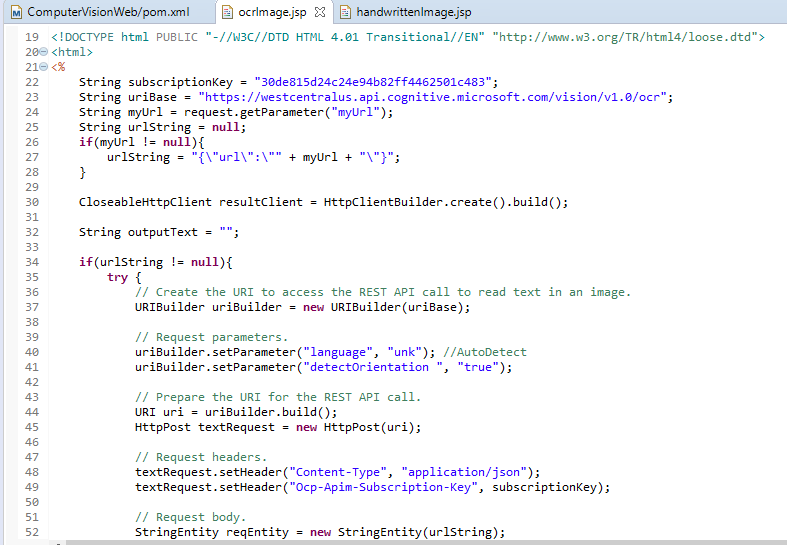 ComputerVisionWeb/pom.xml ocrImage.jsp handwrittenImage.jsp
19 <!DOCTYPE html PUBLIC "-//W3C//DTD HTML 4.01 Transitional//EN" "http://www.w3.org/TR/html4/loose.dtd">
20 <html>
21 <%
22     String subscriptionKey = "30de815d24c24e94b82ff4462501c483";
23     String uriBase = "https://westcentralus.api.cognitive.microsoft.com/vision/v1.0/ocr";
24     String myUrl = request.getParameter("myUrl");
25     String urlString = null;
26     if(myUrl != null){
27         urlString = "{\"url\":\"" + myUrl + "\"}";
28     }
29
30     CloseableHttpClient resultClient = HttpClientBuilder.create().build();
31
32     String outputText = "";
33
34     if(urlString != null){
35         try {
36             // Create the URI to access the REST API call to read text in an image.
37             URIBuilder uriBuilder = new URIBuilder(uriBase);
38
39             // Request parameters.
40             uriBuilder.setParameter("language", "unk"); //AutoDetect
41             uriBuilder.setParameter("detectOrientation ", "true");
42
43             // Prepare the URI for the REST API call.
44             URI uri = uriBuilder.build();
45             HttpPost textRequest = new HttpPost(uri);
46
47             // Request headers.
48             textRequest.setHeader("Content-Type", "application/json");
49             textRequest.setHeader("Ocp-Apim-Subscription-Key", subscriptionKey);
50
51             // Request body.
52             StringEntity reqEntity = new StringEntity(urlString);